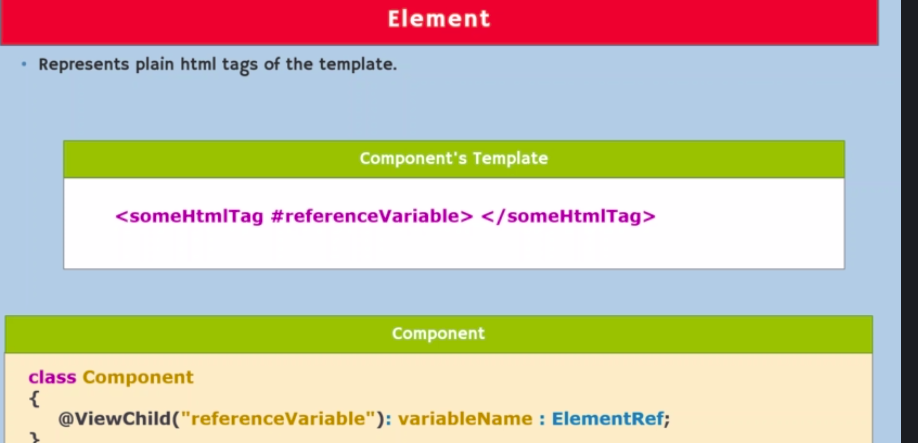 Element
• Represents plain html tags of the template.
Component's Template
<someHtmlTag #referenceVariable> </someHtmlTag>
Component
class Component
{
@ViewChild("referenceVariable"): variableName : ElementRef;
}